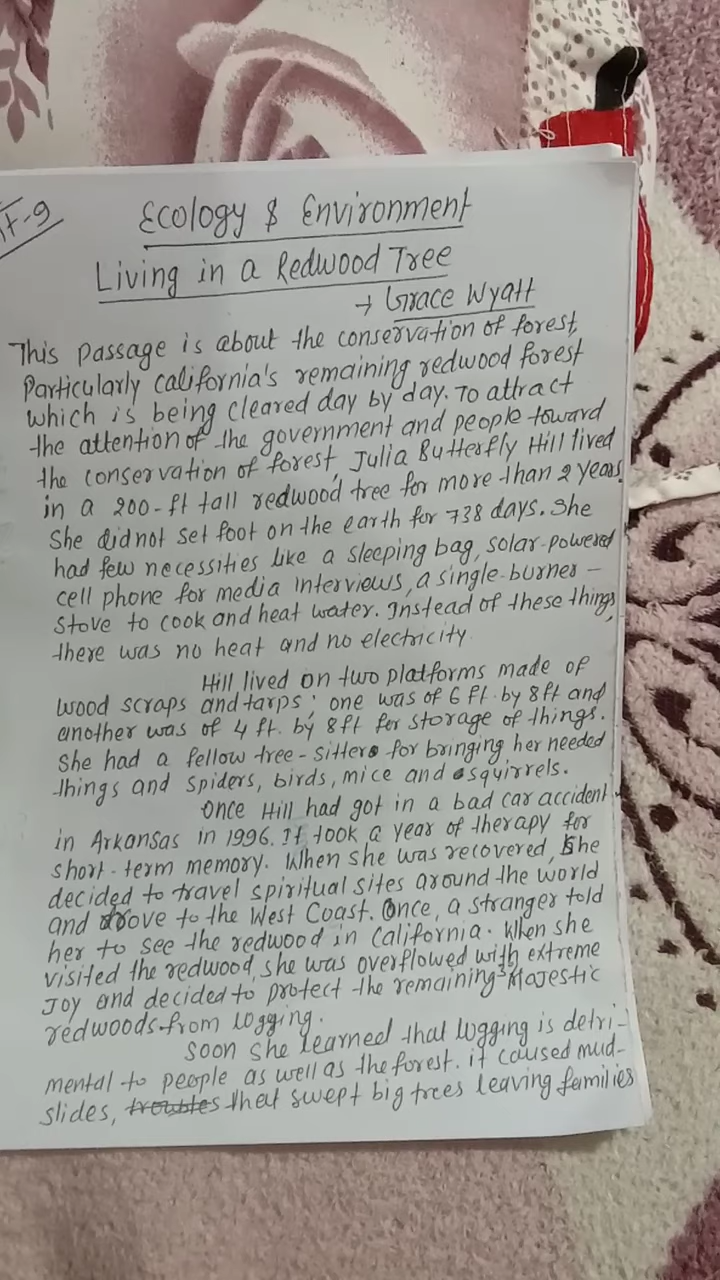 IT-9
Ecology & Environment
Living in a Redwood Tree
→ Grace Wyatt
This Passage is about the conservation of forest,
Particularly california's remaining redwood forest
which is being cleared day by day. To attract
the attention of the government and people toward
the conservation of forest, Julia Butterfly Hill lived
in a 200-ft tall redwood tree for more than 2 years.
She didnot set foot on the earth for 738 days. She
had few necessities like a sleeping bag, solar-powered
cell phone for media interviews, a single-burner -
stove to cook and heat water. Instead of these things,
there was no heat and no electricity.
Hill lived on two platforms made of
wood scraps and tarps; one was of 6 ft. by 8ft and
another was of 4 ft. by 8ft for storage of things.
She had a fellow tree-sitters for bringing her needed
things and spiders, birds, mice and squirrels.
Once Hill had got in a bad car accident
in Arkansas in 1996. It took a year of therapy for
short-term memory. When she was recovered, She
decided to travel spiritual sites around the world
and drove to the West Coast. Once, a stranger told
her to see the redwood in California. When she
visited the redwood, she was overflowed with extreme
Joy and decided to protect the remaining Majestic
redwoods from logging.
Soon she learned that logging is detri-
mental to people as well as the forest. it caused mud-
slides, that swept big trees leaving families